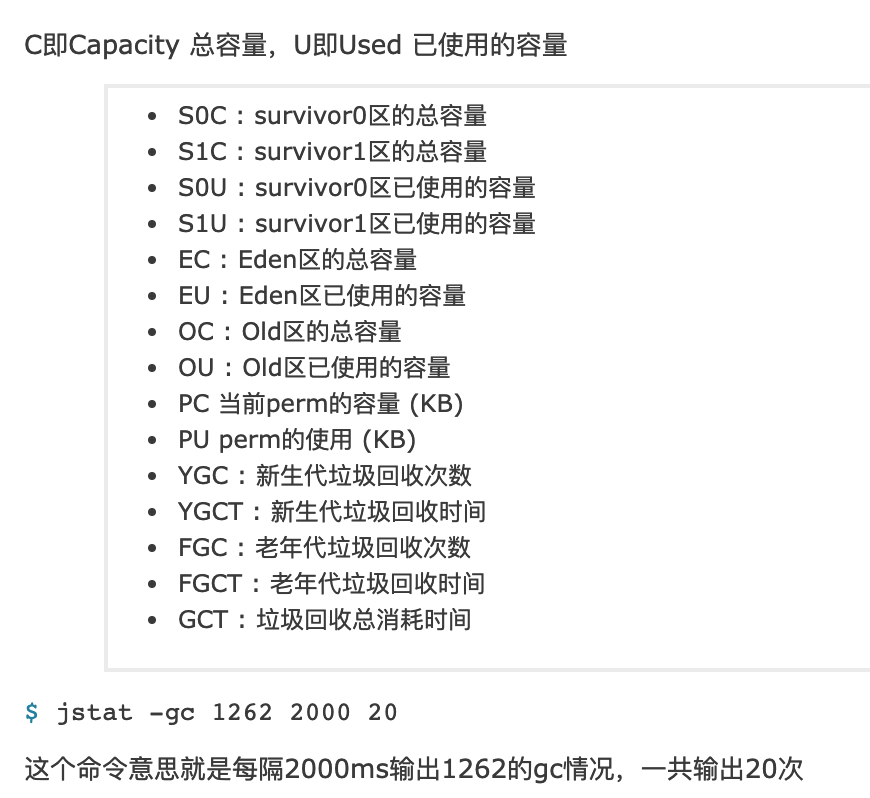 C即Capacity 总容量，U即Used 已使用的容量
• S0C : survivor0区的总容量
• S1C : survivor1区的总容量
• S0U : survivor0区已使用的容量
• S1U : survivor1区已使用的容量
• EC : Eden区的总容量
• EU : Eden区已使用的容量
• OC : Old区的总容量
• OU : Old区已使用的容量
• PC 当前perm的容量 (KB)
• PU perm的使用 (KB)
• YGC : 新生代垃圾回收次数
• YGCT : 新生代垃圾回收时间
• FGC : 老年代垃圾回收次数
• FGCT : 老年代垃圾回收时间
• GCT : 垃圾回收总消耗时间
$ jstat -gc 1262 2000 20
这个命令意思就是每隔2000ms输出1262的gc情况，一共输出20次